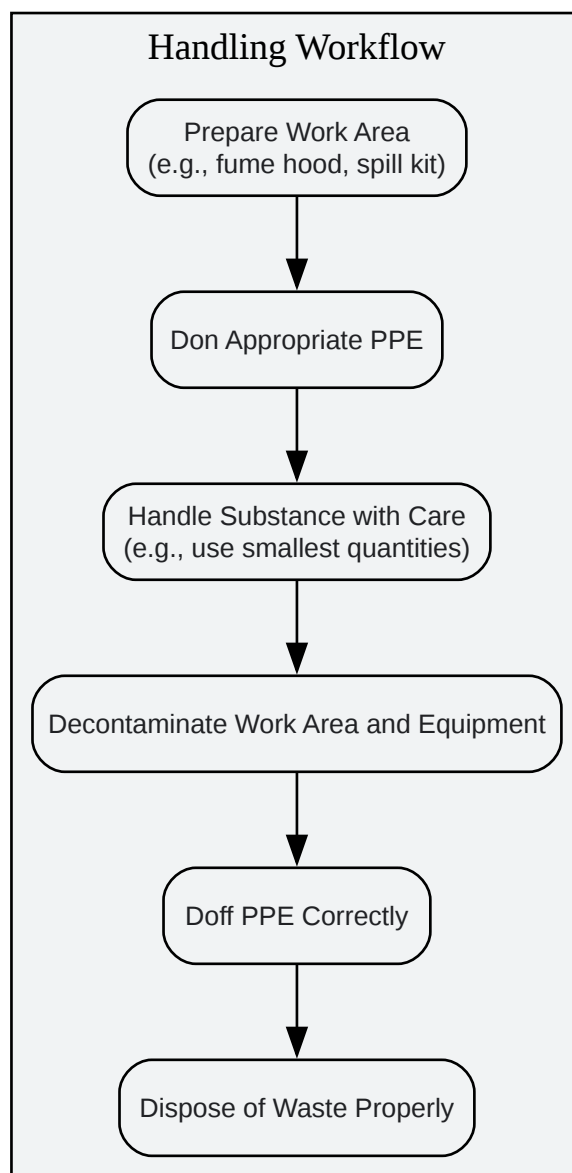 Handling Workflow
Prepare Work Area
(e.g., fume hood, spill kit)
Don Appropriate PPE
Handle Substance with Care
(e.g., use smallest quantities)
Decontaminate Work Area and Equipment
Doff PPE Correctly
Dispose of Waste Properly